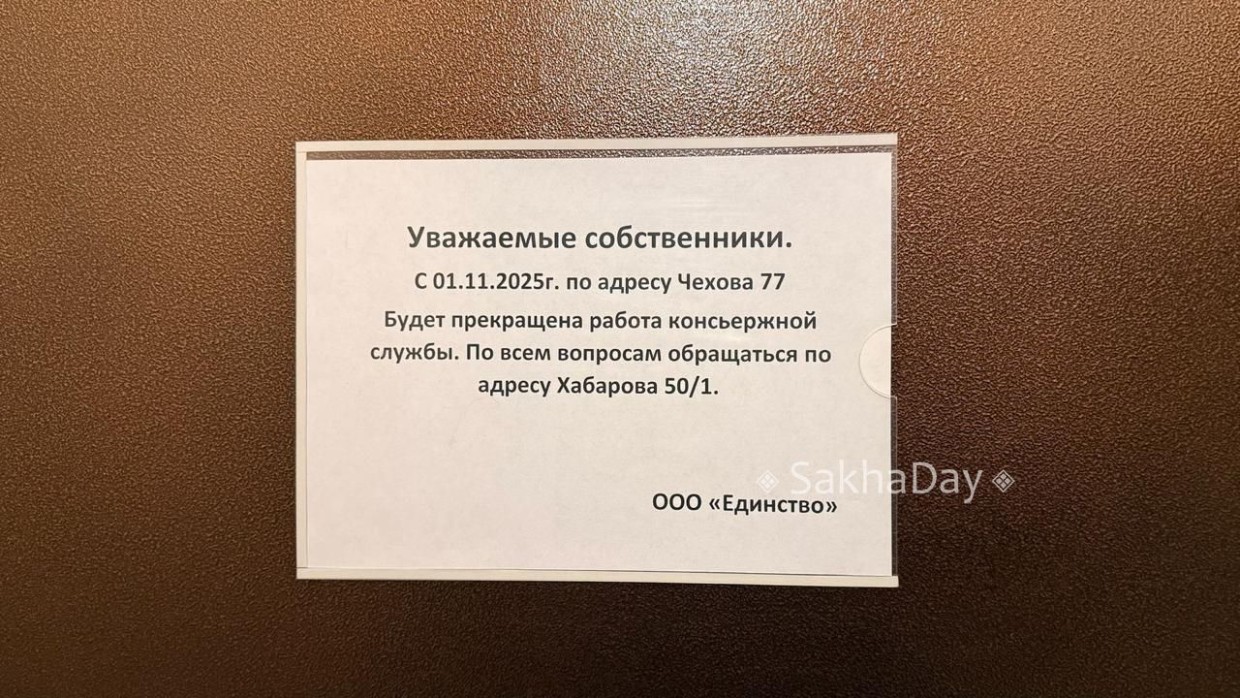 Уважаемые собственники.
С 01.11.2025г. по адресу Чехова 77
Будет прекращена работа консьержной
службы. По всем вопросам обращаться по
адресу Хабарова 50/1.
SakhaDay
ООО «Единство»